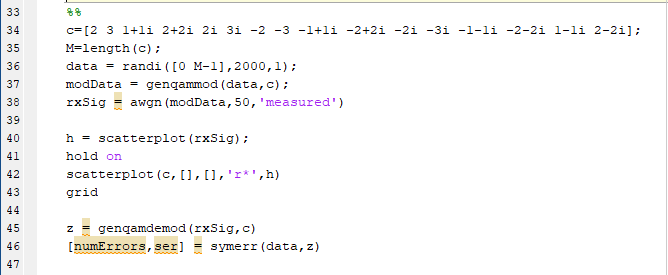 33 %%
34 c=[2 3 1+1i 2+2i 2i 3i -2 -3 -1+1i -2+2i -2i -3i -1-1i -2-2i 1-1i 2-2i];
35 M=length(c);
36 data = randi([0 M-1],2000,1);
37 modData = genqammod(data,c);
38 rxSig = awgn(modData,50,'measured')
39
40 h = scatterplot(rxSig);
41 hold on
42 scatterplot(c,[],[],'r*',h)
43 grid
44
45 z = genqamdemod(rxSig,c)
46 [numErrors,ser] = symerr(data,z)
47